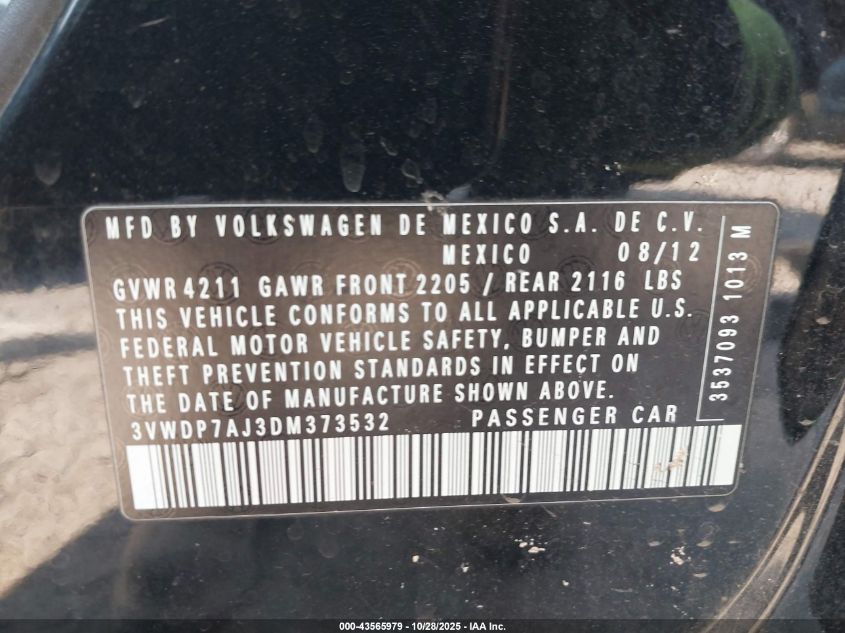 MFD BY VOLKSWAGEN DE MEXICO S.A. DE C.V.
MEXICO 08/12
GVWR 4211 GAWR FRONT 2205 / REAR 2116 LBS
THIS VEHICLE CONFORMS TO ALL APPLICABLE U.S.
FEDERAL MOTOR VEHICLE SAFETY, BUMPER AND
THEFT PREVENTION STANDARDS IN EFFECT ON
THE DATE OF MANUFACTURE SHOWN ABOVE.
3VWDP7AJ3DM373532 PASSENGER CAR
3537093 1013 M
000-43565979 | 10/28/2025 | IAA Inc.